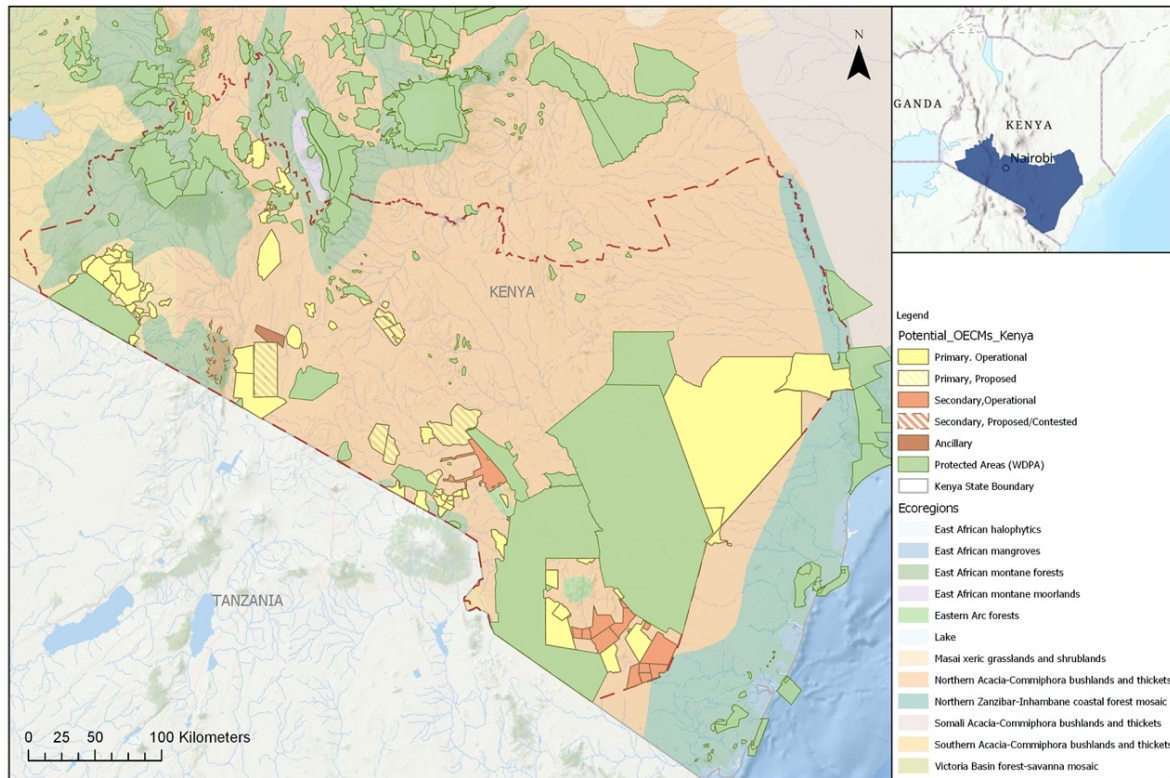 N
KENYA
TANZANIA
0 25 50 100 Kilometers
GANDA
KENYA
Nairobi
Legend
Potential_OECMs_Kenya
Primary. Operational
Primary, Proposed
Secondary,Operational
Secondary, Proposed/Contested
Ancillary
Protected Areas (WDPA)
Kenya State Boundary
Ecoregions
East African halophytics
East African mangroves
East African montane forests
East African montane moorlands
Eastern Arc forests
Lake
Masai xeric grasslands and shrublands
Northern Acacia-Commiphora bushlands and thickets
Northern Zanzibar-Inhambane coastal forest mosaic
Somali Acacia-Commiphora bushlands and thickets
Southern Acacia-Commiphora bushlands and thickets
Victoria Basin forest-savanna mosaic